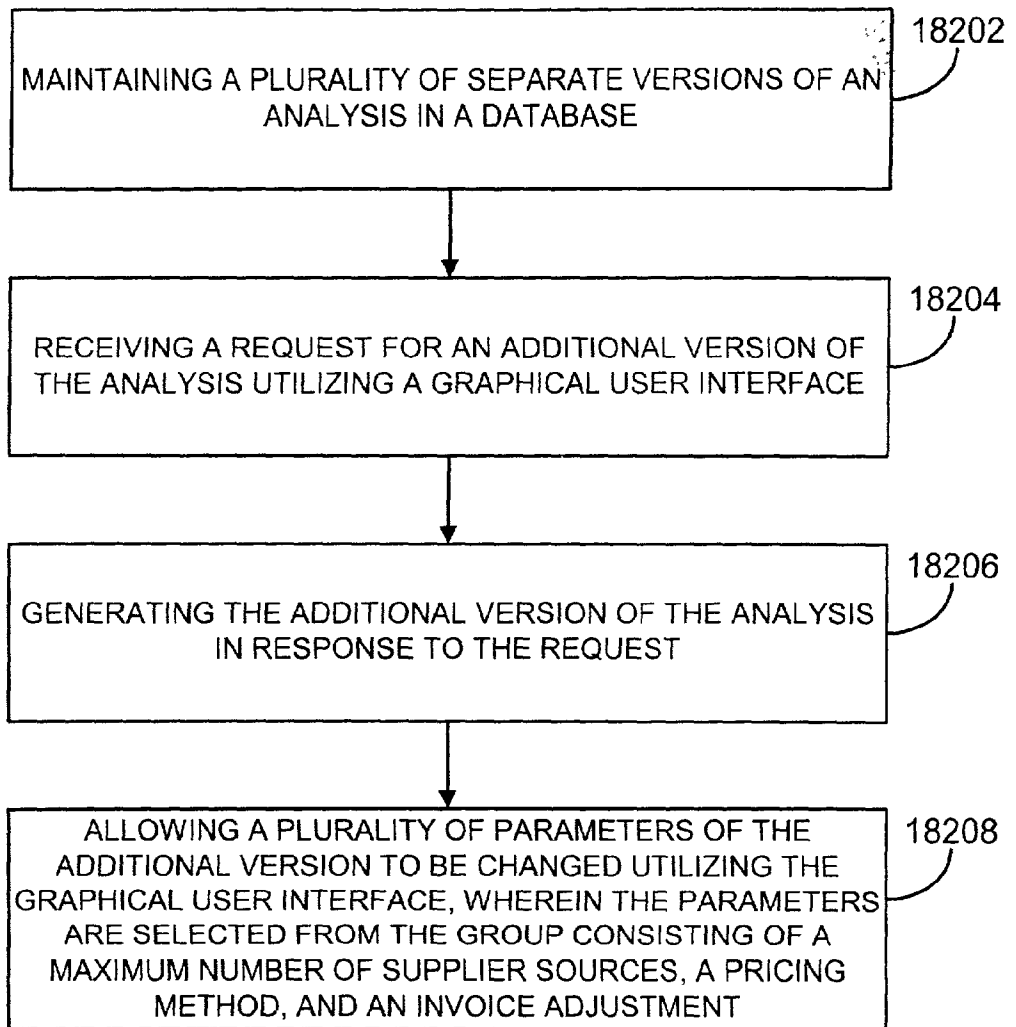 18202
MAINTAINING A PLURALITY OF SEPARATE VERSIONS OF AN
ANALYSIS IN A DATABASE
18204
RECEIVING A REQUEST FOR AN ADDITIONAL VERSION OF
THE ANALYSIS UTILIZING A GRAPHICAL USER INTERFACE
18206
GENERATING THE ADDITIONAL VERSION OF THE ANALYSIS
IN RESPONSE TO THE REQUEST
18208
ALLOWING A PLURALITY OF PARAMETERS OF THE
ADDITIONAL VERSION TO BE CHANGED UTILIZING THE
GRAPHICAL USER INTERFACE, WHEREIN THE PARAMETERS
ARE SELECTED FROM THE GROUP CONSISTING OF A
MAXIMUM NUMBER OF SUPPLIER SOURCES, A PRICING
METHOD, AND AN INVOICE ADJUSTMENT